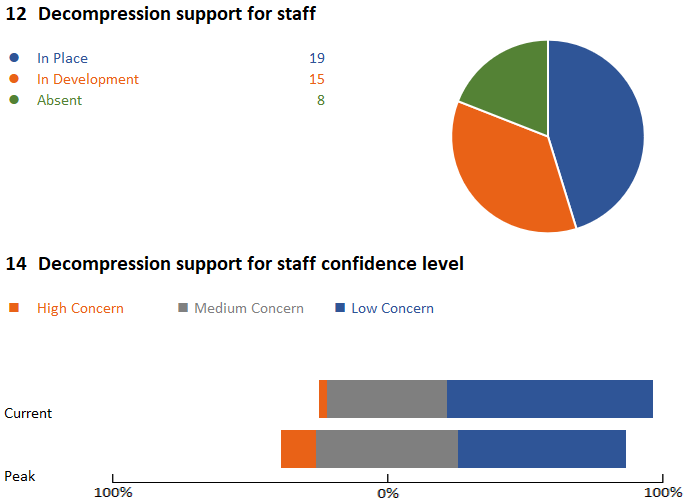 12 Decompression support for staff
In Place 19
In Development 15
Absent 8
14 Decompression support for staff confidence level
High Concern Medium Concern Low Concern
Current
Peak
100% 0% 100%